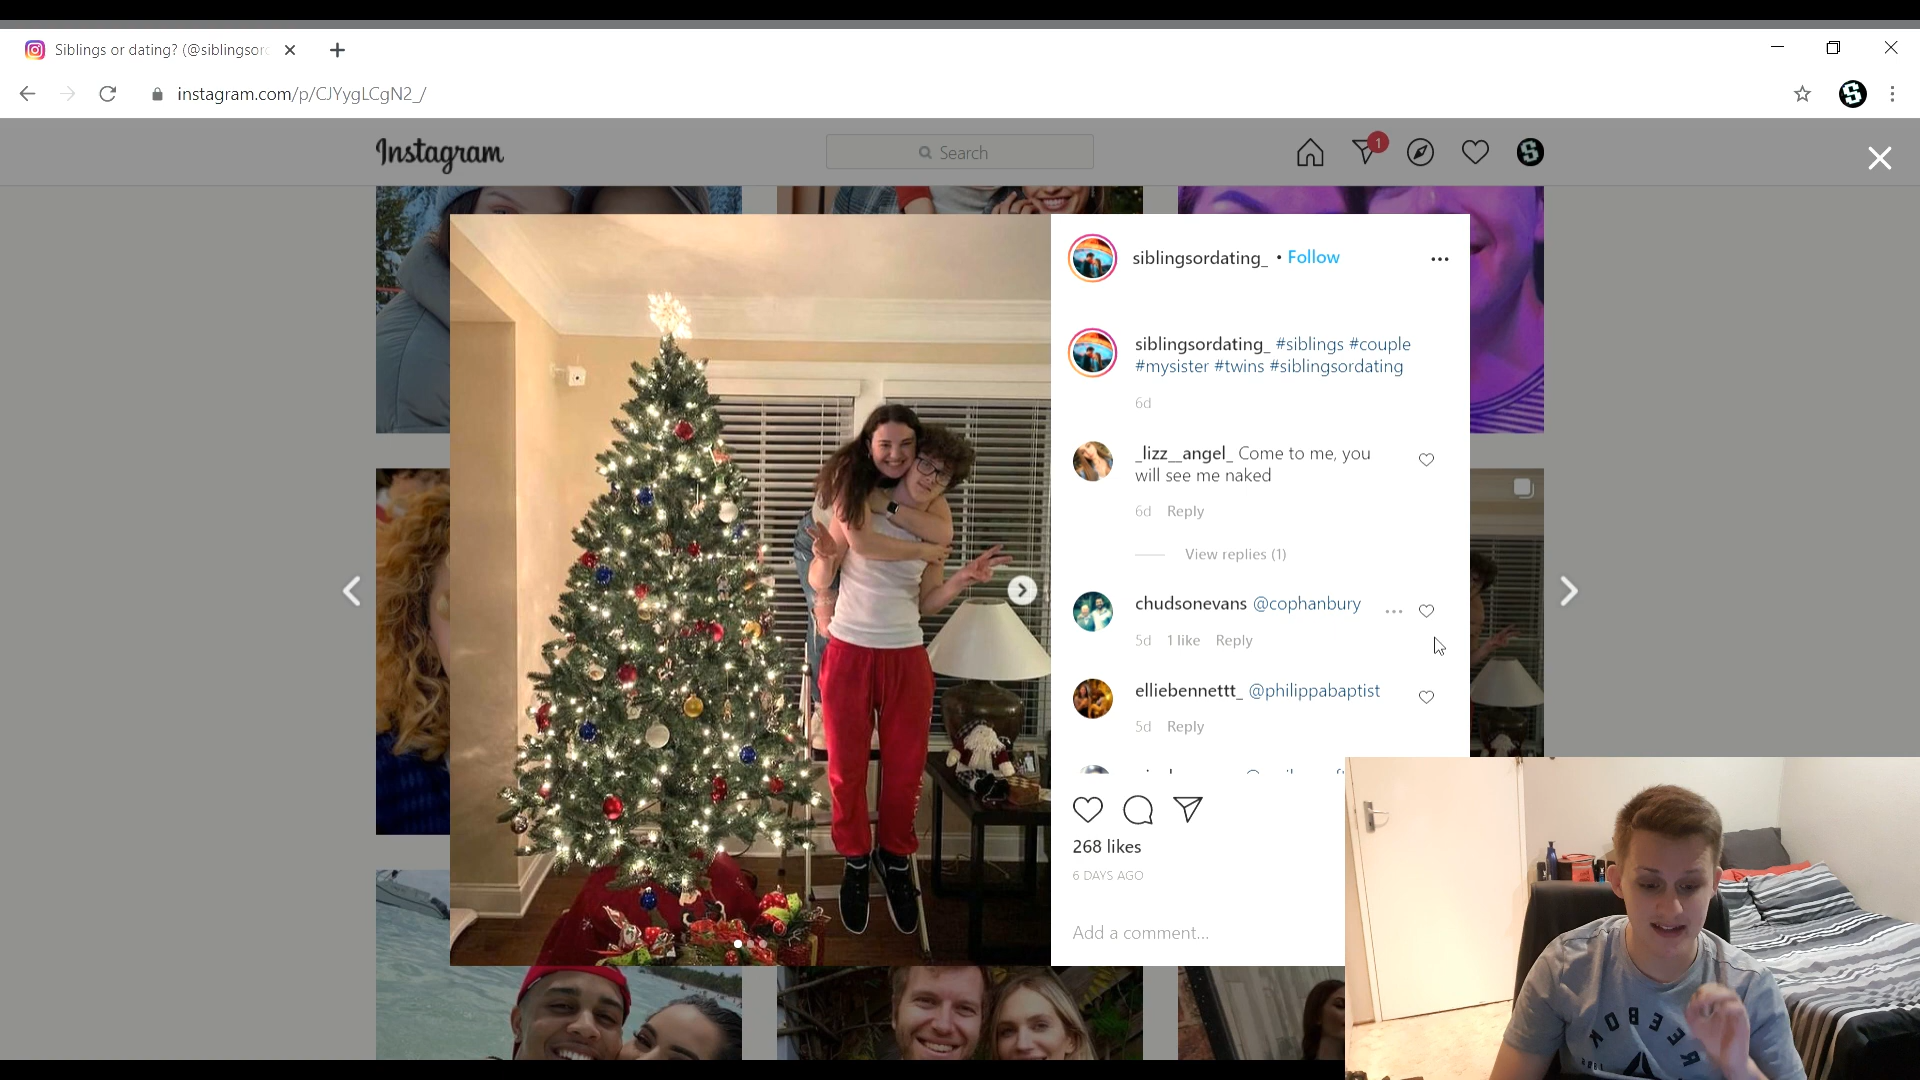 Siblings or dating? (@siblingsor
instagram.com/p/CJYygLCgN2_/
Instagram
Search
1
siblingsordating_ • Follow
siblingsordating_ #siblings #couple
#mysister #twins #siblingsordating
6d
_lizz__angel_ Come to me, you
will see me naked
6d Reply
View replies (1)
chudsonevans @cophanbury
5d 1 like Reply
elliebennettt_ @philippabaptist
5d Reply
268 likes
6 DAYS AGO
Add a comment...
REEBOK